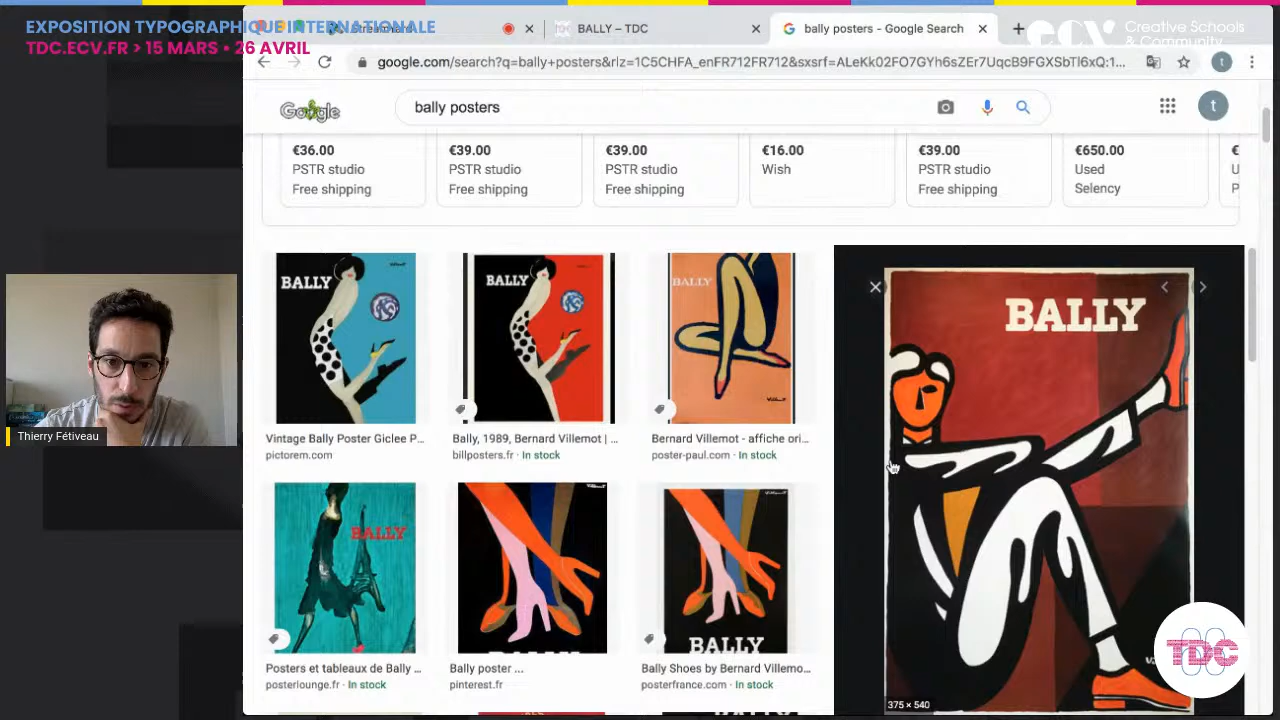 EXPOSITION TYPOGRAPHIQUE INTERNATIONALE
TDC.ECV.FR > 15 MARS • 26 AVRIL
BALLY – TDC
bally posters - Google Search
ecv Creative Schools
& Community
google.com/search?q=bally+posters&rlz=1C5CHFA_enFR712FR712&sxsrf=ALeKk02FO7GYh6sZEr7UqcB9FGXSbTl6xQ:1...
t
Google
bally posters
t
€36.00
PSTR studio
Free shipping
€39.00
PSTR studio
Free shipping
€39.00
PSTR studio
Free shipping
€16.00
Wish
€39.00
PSTR studio
Free shipping
€650.00
Used
Selency
BALLY
BALLY
BALLY
BALLY
Vintage Bally Poster Giclee P...
pictorem.com
Bally, 1989, Bernard Villemot | ...
billposters.fr · In stock
Bernard Villemot - affiche ori...
poster-paul.com · In stock
BALLY
BALLY
Posters et tableaux de Bally ...
posterlounge.fr · In stock
Bally poster ...
pinterest.fr
Bally Shoes by Bernard Villemo...
posterfrance.com · In stock
375 × 540
Thierry Fétiveau
TDC